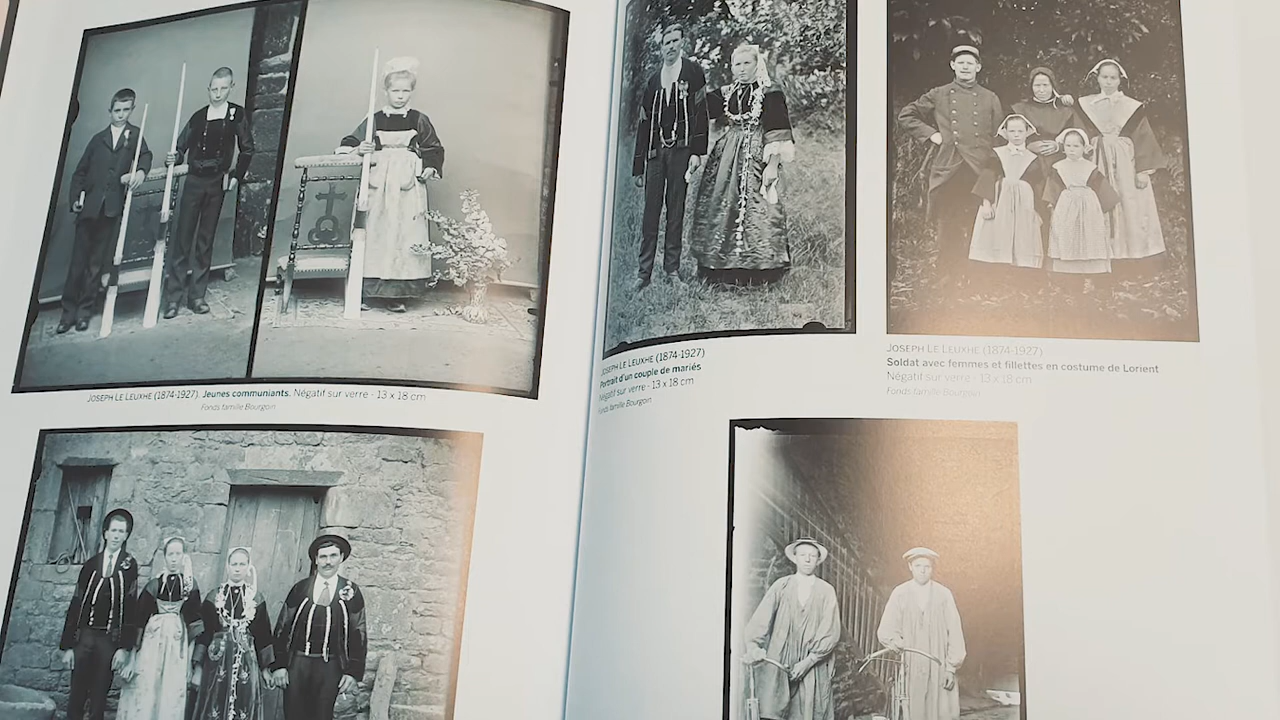 JOSEPH LE LEUXHE (1874-1927). Jeunes communiants. Négatif sur verre - 13 x 18 cm
Fonds famille Bourgoin
JOSEPH LE LEUXHE (1874-1927)
Portrait d'un couple de mariés
Négatif sur verre - 13 x 18 cm
Fonds famille Bourgoin
JOSEPH LE LEUXHE (1874-1927)
Soldat avec femmes et fillettes en costume de Lorient
Négatif sur verre - 13 x 18 cm
Fonds famille Bourgoin